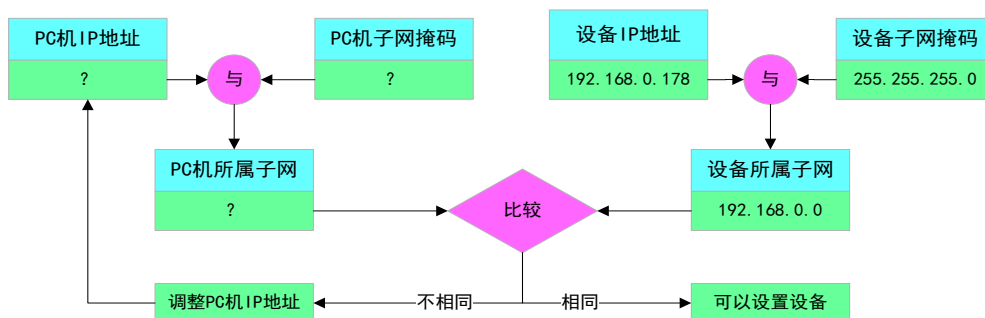 PC机IP地址
?
与
PC机子网掩码
?
设备IP地址
192.168.0.178
与
设备子网掩码
255.255.255.0
PC机所属子网
?
比较
设备所属子网
192.168.0.0
调整PC机IP地址
不相同
相同
可以设置设备